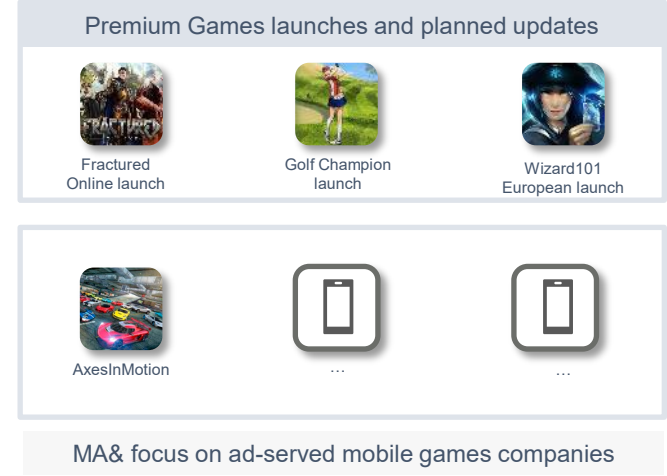 Premium Games launches and planned updates
FRACTURED
Fractured
Online launch
Golf Champion
launch
Wizard101
European launch
AxesInMotion
...
...
MA& focus on ad-served mobile games companies